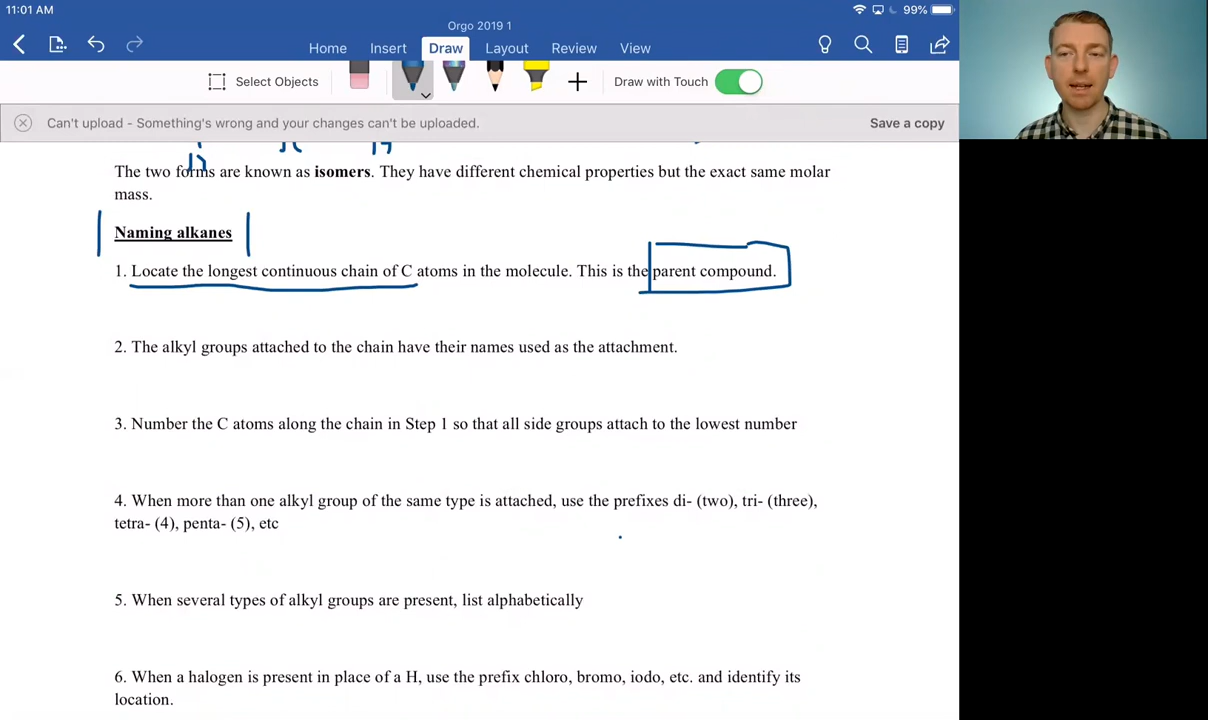 11:01 AM
99%
Orgo 2019 1
Home Insert Draw Layout Review View
Select Objects
Draw with Touch
Can't upload - Something's wrong and your changes can't be uploaded.
Save a copy
The two forms are known as isomers. They have different chemical properties but the exact same molar
mass.
Naming alkanes
1. Locate the longest continuous chain of C atoms in the molecule. This is the parent compound.
2. The alkyl groups attached to the chain have their names used as the attachment.
3. Number the C atoms along the chain in Step 1 so that all side groups attach to the lowest number
4. When more than one alkyl group of the same type is attached, use the prefixes di- (two), tri- (three),
tetra- (4), penta- (5), etc
5. When several types of alkyl groups are present, list alphabetically
6. When a halogen is present in place of a H, use the prefix chloro, bromo, iodo, etc. and identify its
location.